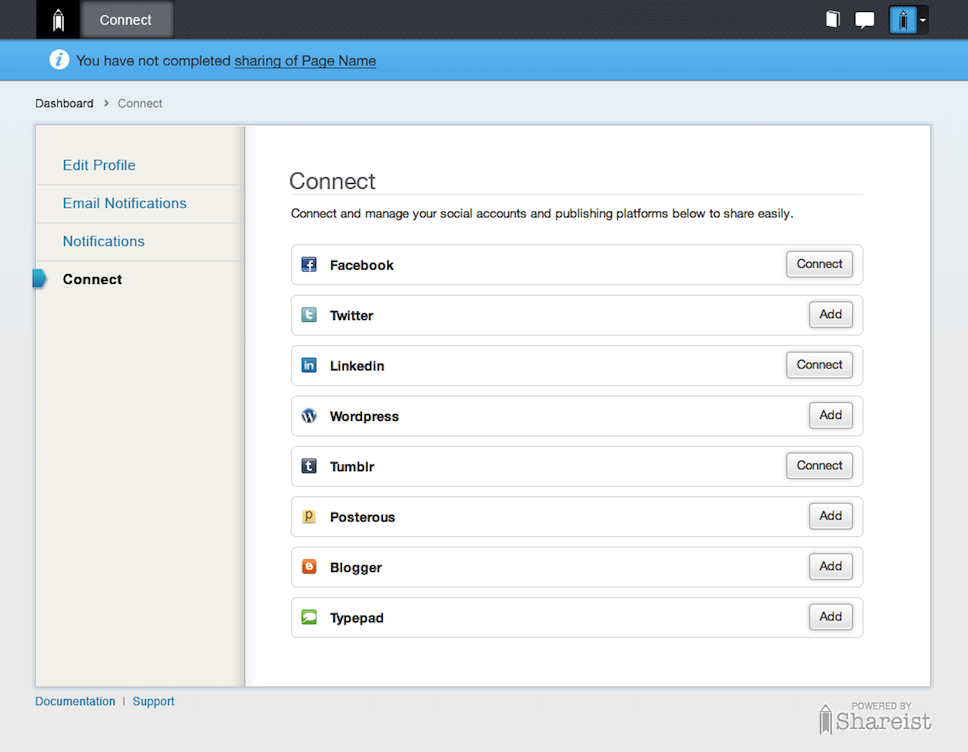 Connect
You have not completed sharing of Page Name
Dashboard > Connect
Edit Profile
Email Notifications
Notifications
Connect
Connect
Connect and manage your social accounts and publishing platforms below to share easily.
Facebook Connect
Twitter Add
Linkedin Connect
Wordpress Add
Tumblr Connect
Posterous Add
Blogger Add
Typepad Add
Documentation | Support
POWERED BY
Shareist